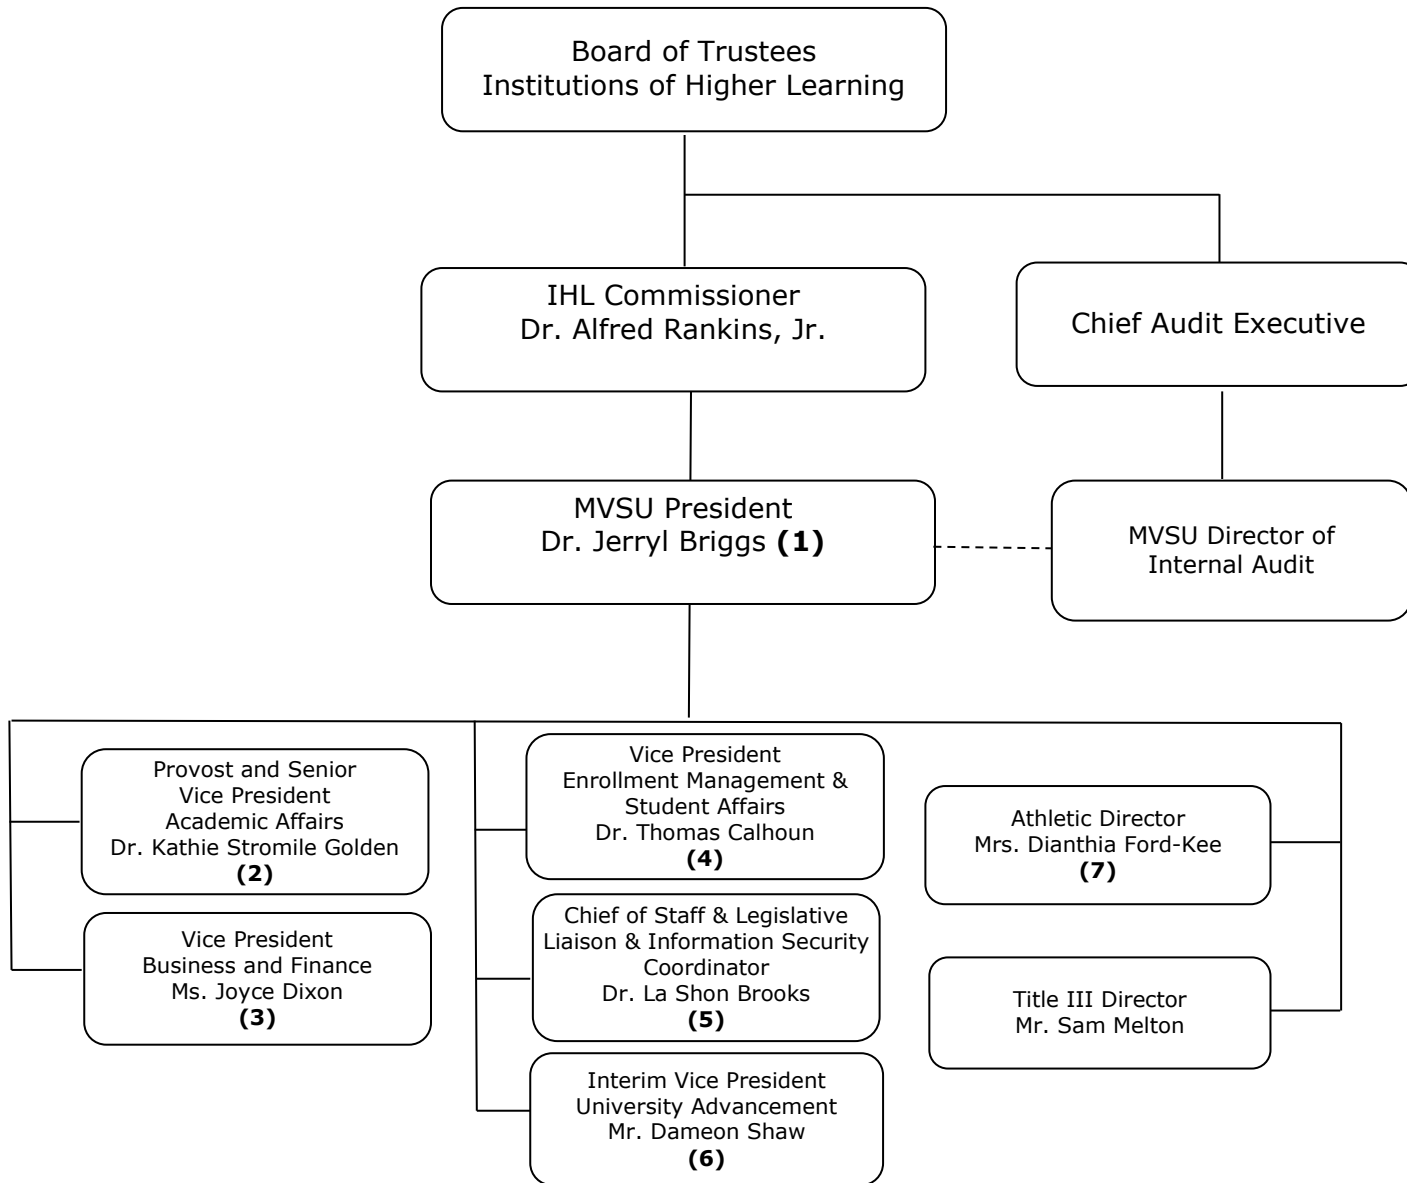 Board of Trustees
Institutions of Higher Learning
IHL Commissioner
Dr. Alfred Rankins, Jr.
Chief Audit Executive
MVSU President
Dr. Jerryl Briggs (1)
MVSU Director of
Internal Audit
Provost and Senior
Vice President
Academic Affairs
Dr. Kathie Stromile Golden
(2)
Vice President
Business and Finance
Ms. Joyce Dixon
(3)
Vice President
Enrollment Management &
Student Affairs
Dr. Thomas Calhoun
(4)
Chief of Staff & Legislative
Liaison & Information Security
Coordinator
Dr. La Shon Brooks
(5)
Interim Vice President
University Advancement
Mr. Dameon Shaw
(6)
Athletic Director
Mrs. Dianthia Ford-Kee
(7)
Title III Director
Mr. Sam Melton